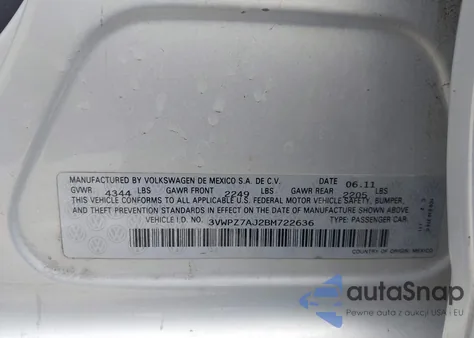 MANUFACTURED BY VOLKSWAGEN DE MEXICO S.A. DE C.V. DATE 06.11
GVWR 4344 LBS GAWR FRONT 2249 LBS GAWR REAR 2205 LBS
THIS VEHICLE CONFORMS TO ALL APPLICABLE U.S. FEDERAL MOTOR VEHICLE SAFETY, BUMPER,
AND THEFT PREVENTION STANDARDS IN EFFECT ON THE DATE OF MANUFACTURE SHOWN ABOVE.
VEHICLE I.D. NO. 3VWPZ7AJ2BM722636 TYPE: PASSENGER CAR
COUNTRY OF ORIGIN: MEXICO
autoSnap
Pewne auta z aukcji USA i EU